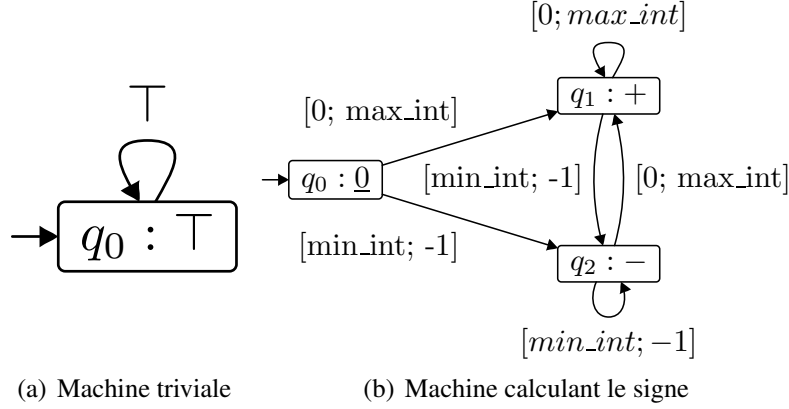 ⊤
q₀ : ⊤
(a) Machine triviale
[0; max_int]
q₁ : +
[0; max_int]
q₀ : 0
[min_int; -1]
[0; max_int]
[min_int; -1]
q₂ : −
[min_int; −1]
(b) Machine calculant le signe